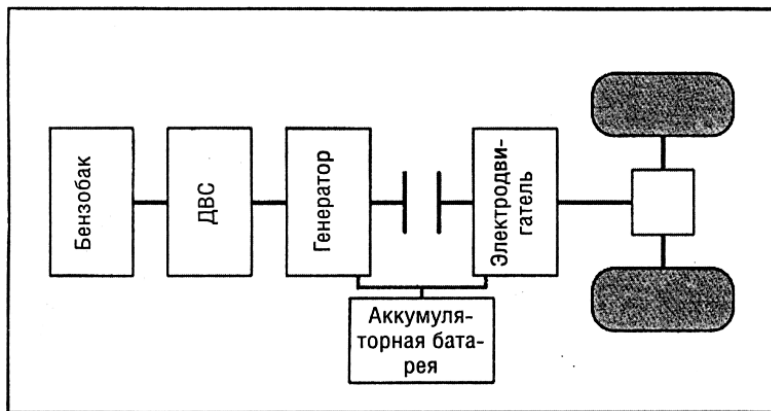 Бензобак
ДВС
Генератор
Электродви-
гатель
Аккумуля-
торная бата-
рея